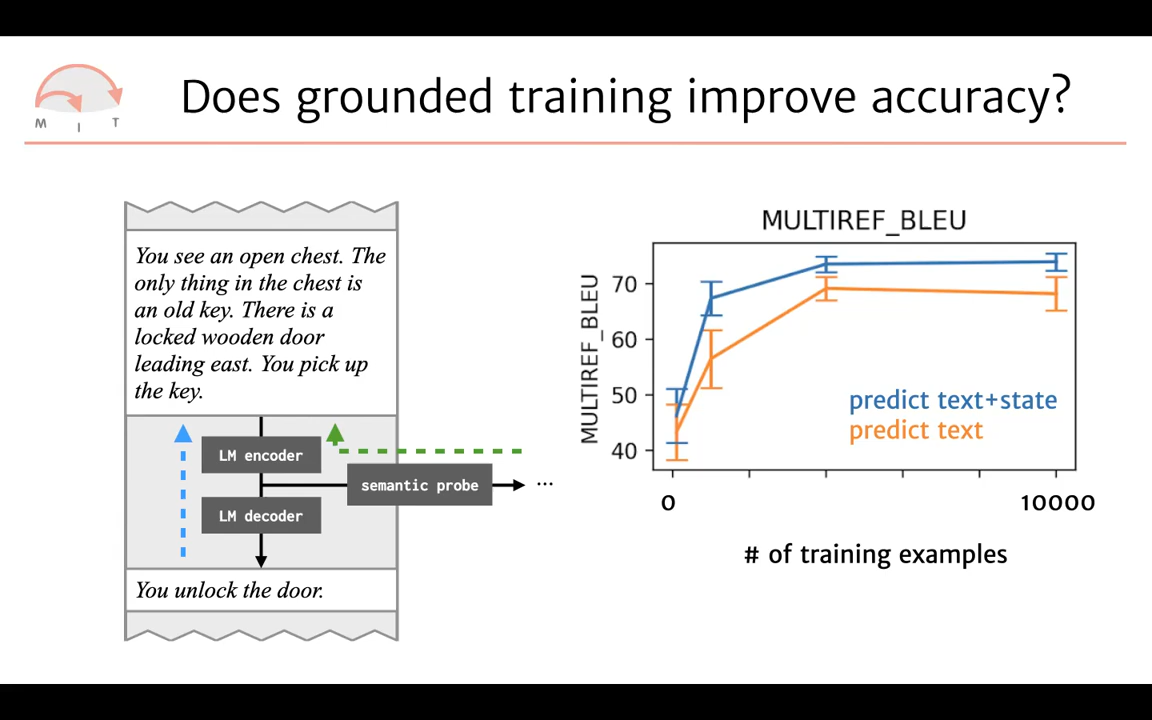 M I T
Does grounded training improve accuracy?
You see an open chest. The
only thing in the chest is
an old key. There is a
locked wooden door
leading east. You pick up
the key.
LM encoder
semantic probe
...
LM decoder
You unlock the door.
MULTIREF_BLEU
MULTIREF_BLEU
70
60
50
40
predict text+state
predict text
0
10000
# of training examples